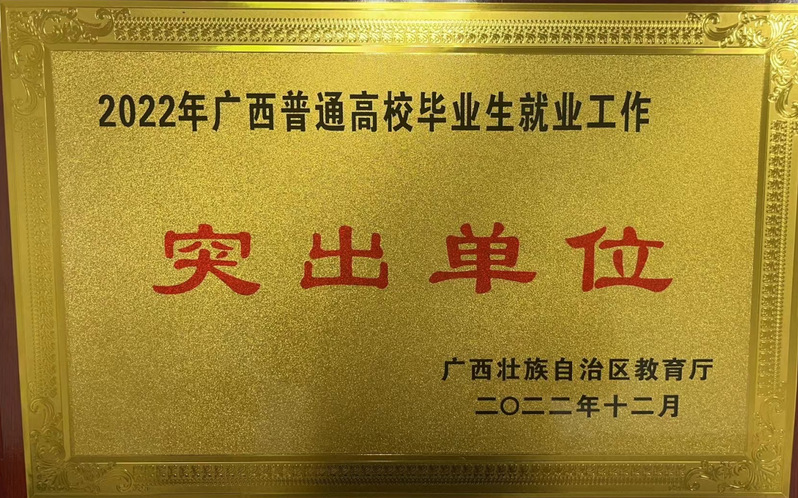 2022年广西普通高校毕业生就业工作
突出单位
广西壮族自治区教育厅
二〇二二年十二月